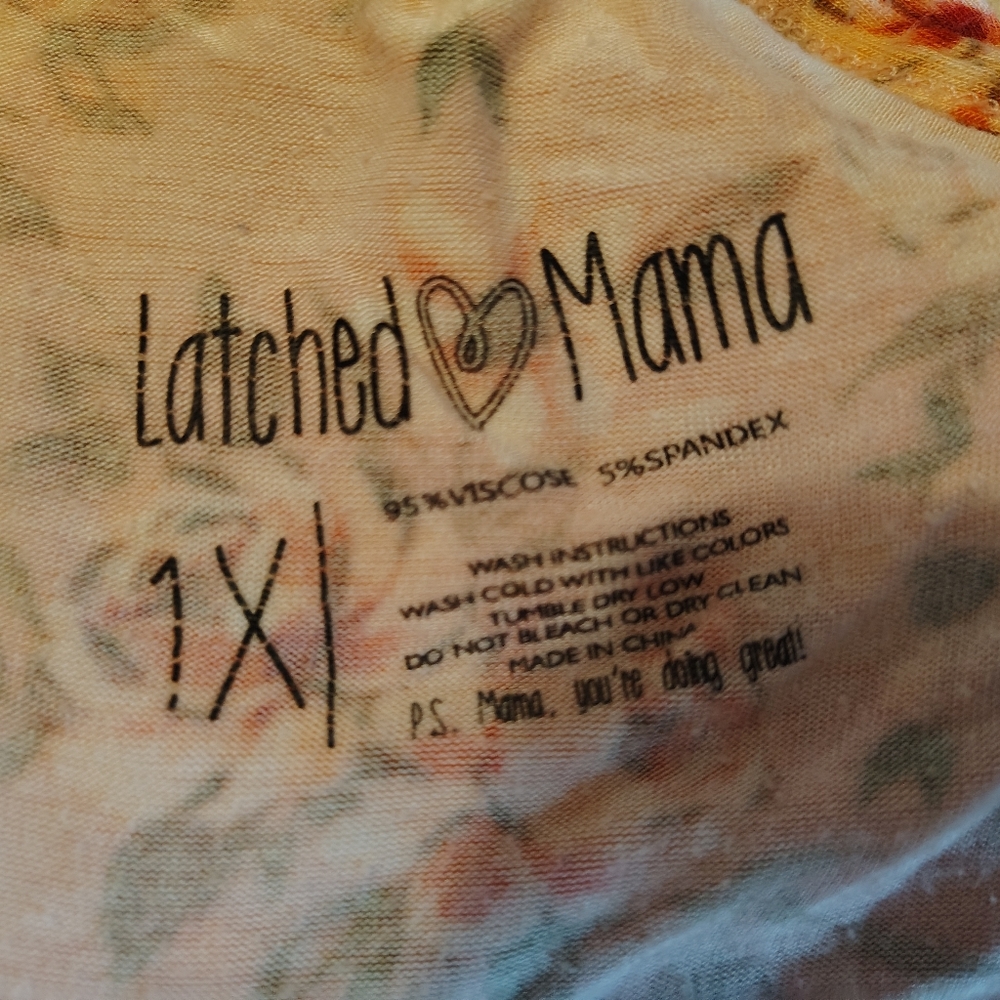 Latched Mama
1X
95%VISCOSE 5%SPANDEX
WASH INSTRUCTIONS
WASH COLD WITH LIKE COLORS
TUMBLE DRY LOW
DO NOT BLEACH OR DRY CLEAN
MADE IN CHINA
P.S. Mama, you're doing great!